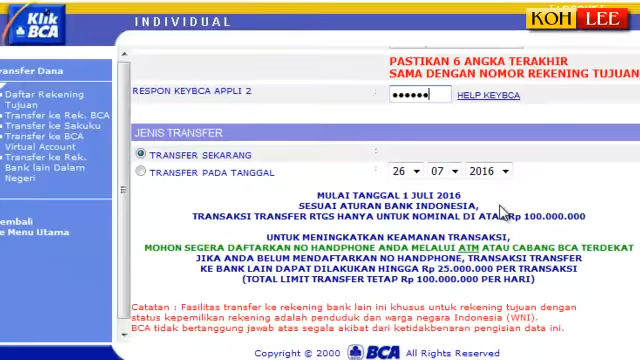 Klik
BCA
INDIVIDUAL
KOH LEE
ransfer Dana
Daftar Rekening
Tujuan
Transfer ke Rek. BCA
Transfer ke Sakuku
Transfer ke BCA
Virtual Account
Transfer ke Rek.
Bank lain Dalam
Negeri
embali
e Menu Utama
PASTIKAN 6 ANGKA TERAKHIR
SAMA DENGAN NOMOR REKENING TUJUAN
RESPON KEYBCA APPLI 2 : ●●●●●● HELP KEYBCA
JENIS TRANSFER
TRANSFER SEKARANG :
TRANSFER PADA TANGGAL : 26 07 2016
MULAI TANGGAL 1 JULI 2016
SESUAI ATURAN BANK INDONESIA,
TRANSAKSI TRANSFER RTGS HANYA UNTUK NOMINAL DI ATA Rp 100.000.000
UNTUK MENINGKATKAN KEAMANAN TRANSAKSI,
MOHON SEGERA DAFTARKAN NO HANDPHONE ANDA MELALUI ATM ATAU CABANG BCA TERDEKAT
JIKA ANDA BELUM MENDAFTARKAN NO HANDPHONE, TRANSAKSI TRANSFER
KE BANK LAIN DAPAT DILAKUKAN HINGGA Rp 25.000.000 PER TRANSAKSI
(TOTAL LIMIT TRANSFER TETAP Rp 100.000.000 PER HARI)
Catatan : Fasilitas transfer ke rekening bank lain ini khusus untuk rekening tujuan dengan
status kepemilikan rekening adalah penduduk dan warga negara Indonesia (WNI).
BCA tidak bertanggung jawab atas segala akibat dari ketidakbenaran pengisian data ini.
Copyright © 2000 BCA All Rights Reserved